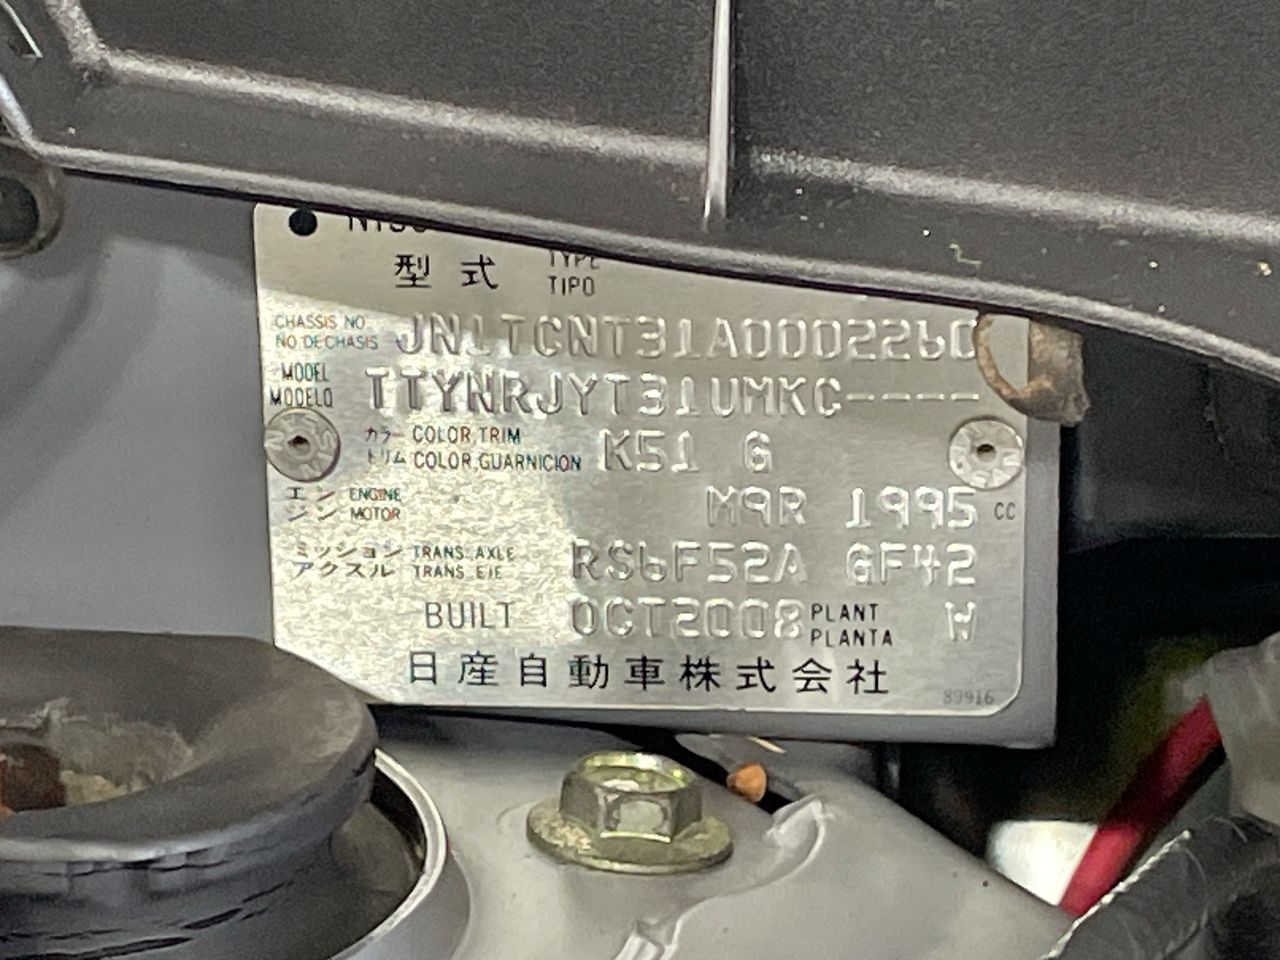 型式 TYPE
TIPO
CHASSIS NO
NO DE CHASIS JN1TCNT31A0002260
MODEL
MODELO TTYNRJYT31UMKC----
カラー COLOR,TRIM
トリム COLOR,GUARNICION K51 G
エン ENGINE
ジン MOTOR M9R 1995 CC
ミッション TRANS.AXLE
アクスル TRANS EJE RS6F52A GF42
BUILT OCT2008 PLANT
PLANTA W
日産自動車株式会社
89916